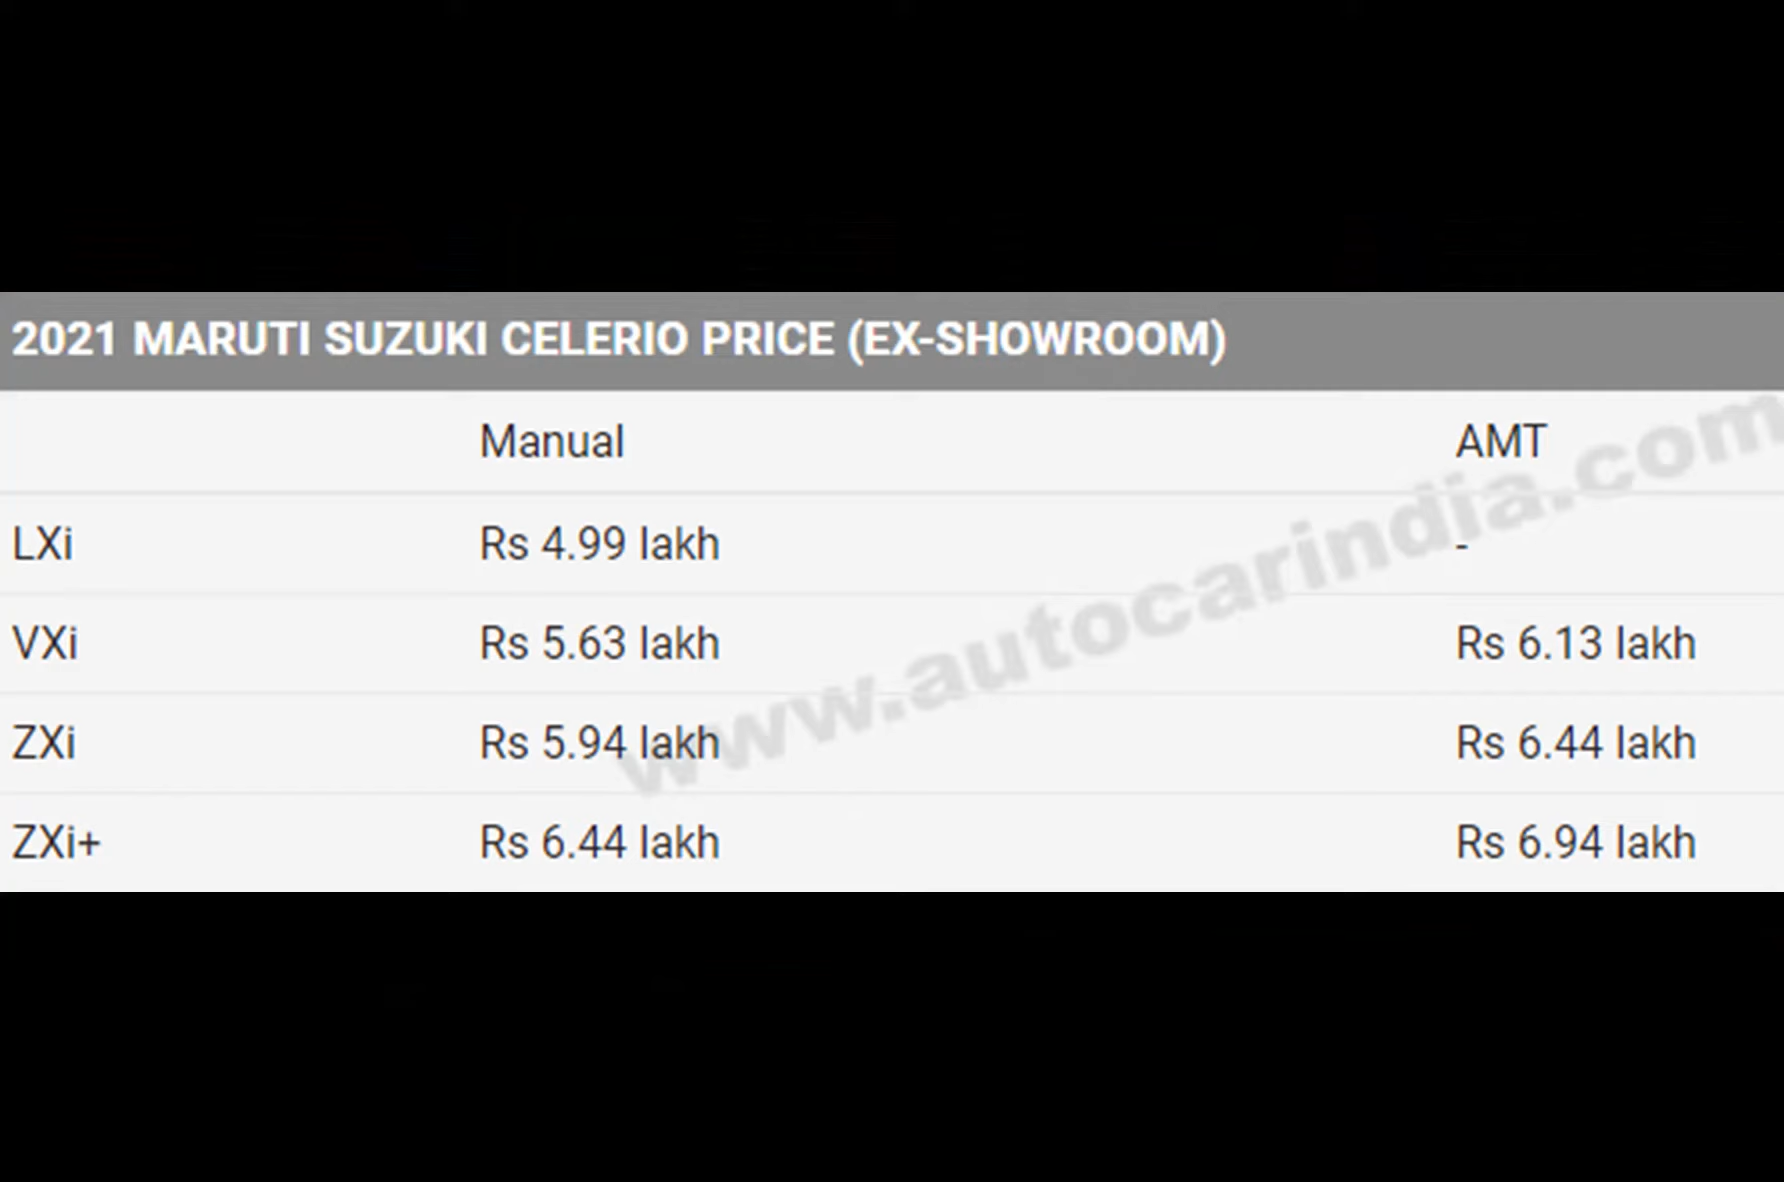 2021 MARUTI SUZUKI CELERIO PRICE (EX-SHOWROOM)
Manual AMT
LXi Rs 4.99 lakh -
VXi Rs 5.63 lakh Rs 6.13 lakh
ZXi Rs 5.94 lakh Rs 6.44 lakh
ZXi+ Rs 6.44 lakh Rs 6.94 lakh
www.autocarindia.com